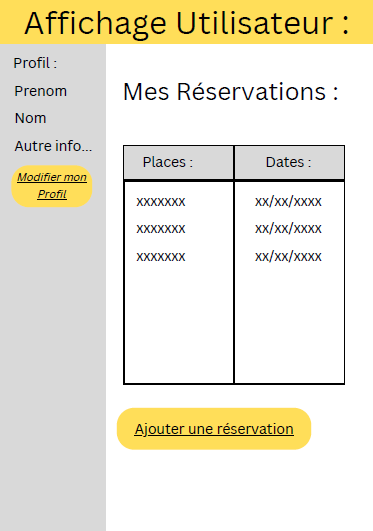 Affichage Utilisateur :
Profil :
Prenom
Nom
Autre info...
Modifier mon
Profil
Mes Réservations :
Places : Dates :
xxxxxxx xx/xx/xxxx
xxxxxxx xx/xx/xxxx
xxxxxxx xx/xx/xxxx
Ajouter une réservation